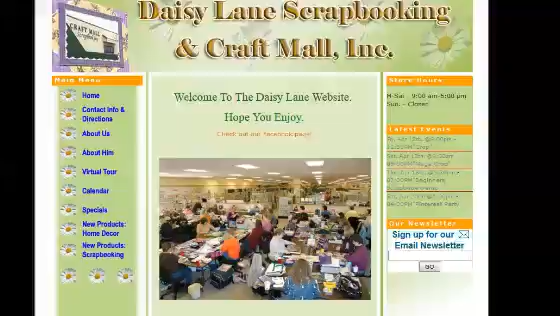 Daisy Lane Scrapbooking
& Craft Mall, Inc.
CRAFT MALL
Main Menu
Home
Contact Info &
Directions
About Us
About Him
Virtual Tour
Calendar
Specials
New Products:
Home Decor
New Products:
Scrapbooking
Welcome To The Daisy Lane Website.
Hope You Enjoy.
Check out our Facebook page!
Store Hours
M-Sat 9:00 am-5:00 pm
Sun. - Closed
Latest Events
Our Newsletter
Sign up for our
Email Newsletter
GO